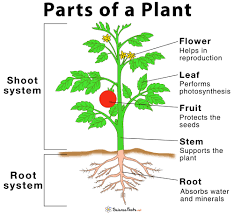 Parts of a Plant
Shoot
system
Root
system
Flower
Helps in
reproduction
Leaf
Performs
photosynthesis
Fruit
Protects the
seeds
Stem
Supports the
plant
Root
Absorbs water
and minerals
ScienceFacts